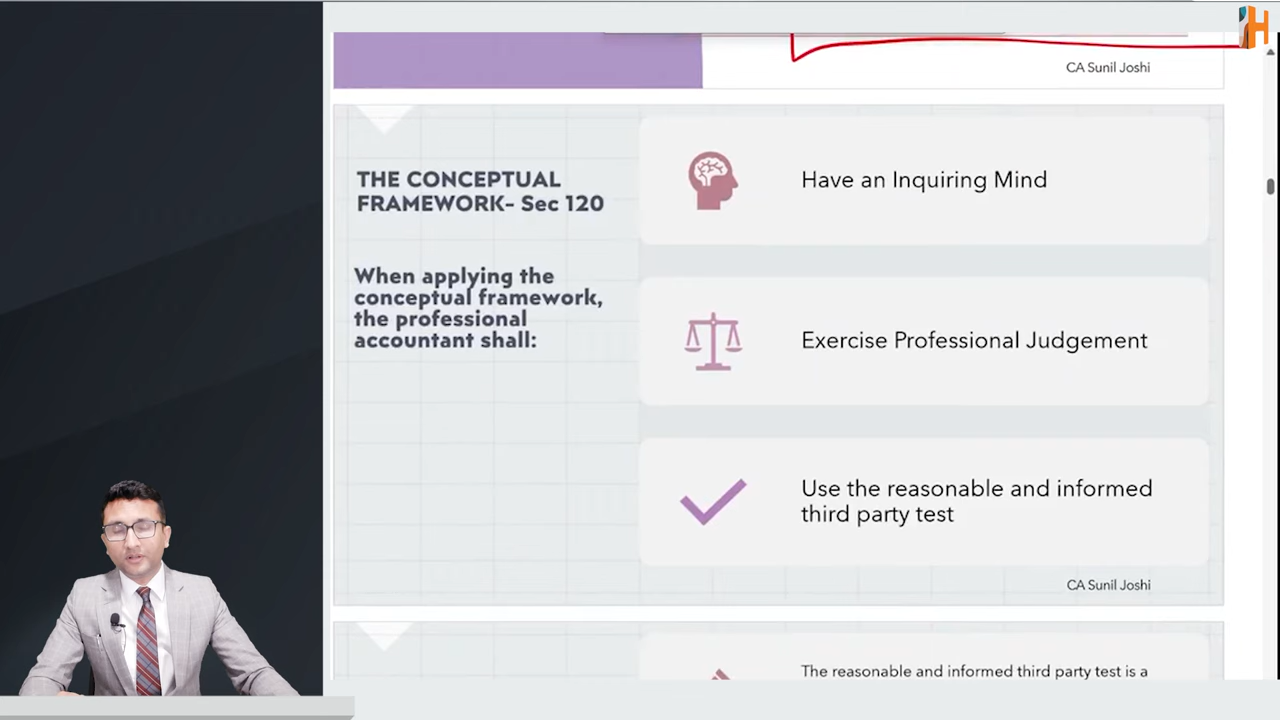 H
CA Sunil Joshi
THE CONCEPTUAL
FRAMEWORK- Sec 120
When applying the
conceptual framework,
the professional
accountant shall:
Have an Inquiring Mind
Exercise Professional Judgement
Use the reasonable and informed
third party test
CA Sunil Joshi
The reasonable and informed third party test is a